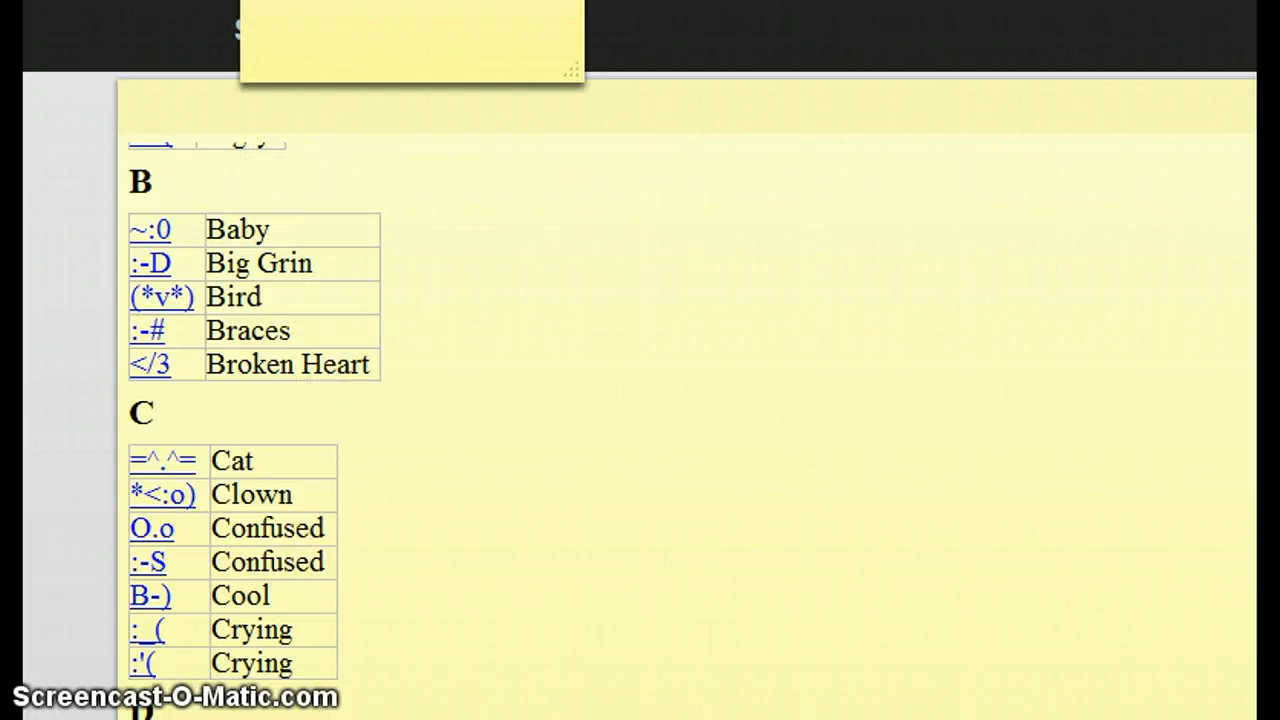 B
~:0 Baby
:-D Big Grin
(*v*) Bird
:-# Braces
</3 Broken Heart
C
=^.^= Cat
*<:o) Clown
O.o Confused
:-S Confused
B-) Cool
:_( Crying
:'( Crying
Screencast-O-Matic.com
D